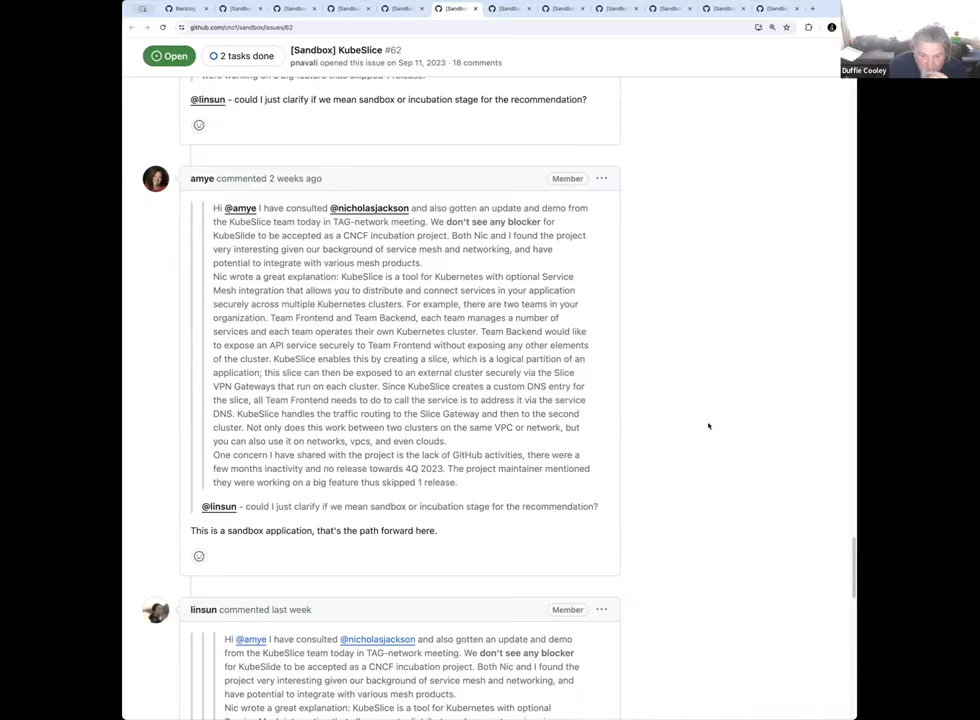 Backlog
[Sandbo
[Sandbo
[Sandbo
[Sandbo
[Sandbo
[Sandbo
[Sandbo
[Sandbo
[Sandbo
[Sandbo
[Sandbo
github.com/cncf/sandbox/issues/62
Open
2 tasks done
[Sandbox] KubeSlice #62
pnavali opened this issue on Sep 11, 2023 · 18 comments
Duffie Cooley
were working on a big feature thus skipped 1 release.
@linsun - could I just clarify if we mean sandbox or incubation stage for the recommendation?
amye commented 2 weeks ago
Member
Hi @amye I have consulted @nicholasjackson and also gotten an update and demo from
the KubeSlice team today in TAG-network meeting. We don't see any blocker for
KubeSlide to be accepted as a CNCF incubation project. Both Nic and I found the project
very interesting given our background of service mesh and networking, and have
potential to integrate with various mesh products.
Nic wrote a great explanation: KubeSlice is a tool for Kubernetes with optional Service
Mesh integration that allows you to distribute and connect services in your application
securely across multiple Kubernetes clusters. For example, there are two teams in your
organization. Team Frontend and Team Backend, each team manages a number of
services and each team operates their own Kubernetes cluster. Team Backend would like
to expose an API service securely to Team Frontend without exposing any other elements
of the cluster. KubeSlice enables this by creating a slice, which is a logical partition of an
application; this slice can then be exposed to an external cluster securely via the Slice
VPN Gateways that run on each cluster. Since KubeSlice creates a custom DNS entry for
the slice, all Team Frontend needs to do to call the service is to address it via the service
DNS. KubeSlice handles the traffic routing to the Slice Gateway and then to the second
cluster. Not only does this work between two clusters on the same VPC or network, but
you can also use it on networks, vpcs, and even clouds.
One concern I have shared with the project is the lack of GitHub activities, there were a
few months inactivity and no release towards 4Q 2023. The project maintainer mentioned
they were working on a big feature thus skipped 1 release.
@linsun - could I just clarify if we mean sandbox or incubation stage for the recommendation?
This is a sandbox application, that's the path forward here.
linsun commented last week
Member
Hi @amye I have consulted @nicholasjackson and also gotten an update and demo
from the KubeSlice team today in TAG-network meeting. We don't see any blocker
for KubeSlide to be accepted as a CNCF incubation project. Both Nic and I found the
project very interesting given our background of service mesh and networking, and
have potential to integrate with various mesh products.
Nic wrote a great explanation: KubeSlice is a tool for Kubernetes with optional